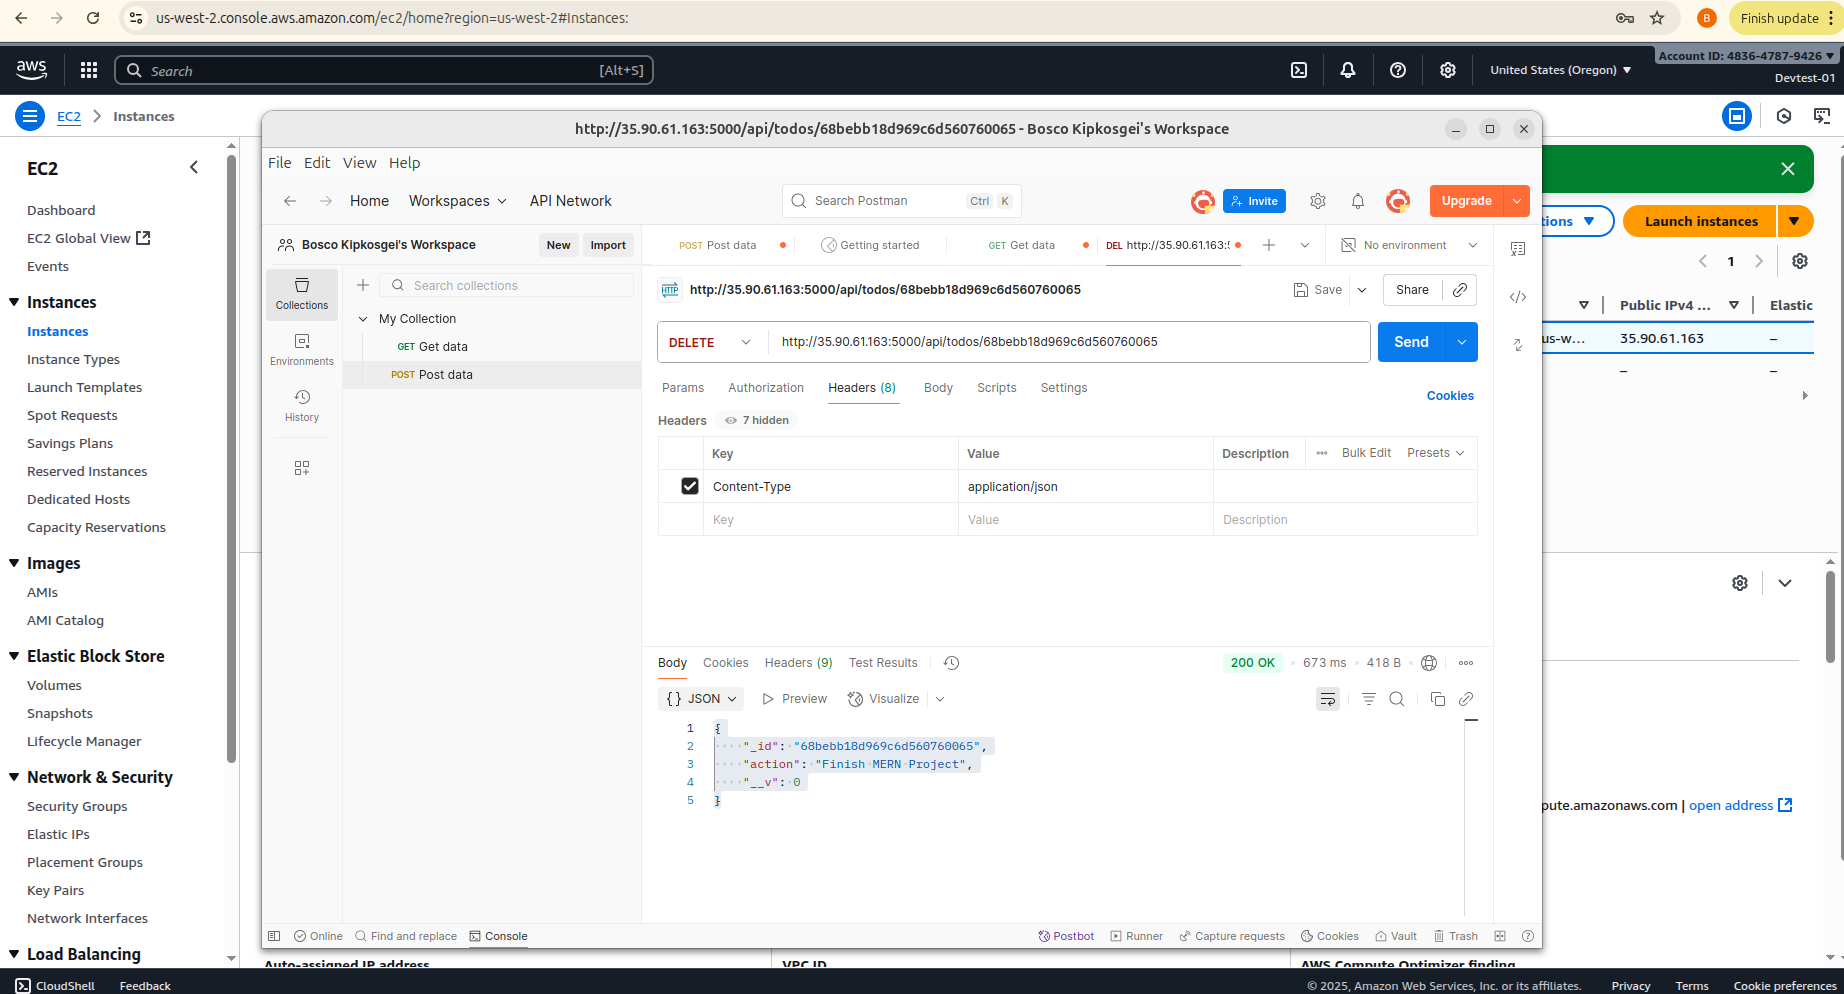 us-west-2.console.aws.amazon.com/ec2/home?region=us-west-2#Instances:
B
Finish update
aws
Search
[Alt+S]
United States (Oregon)
Account ID: 4836-4787-9426
Devtest-01
EC2
Instances
EC2
Dashboard
EC2 Global View
Events
Instances
Instances
Instance Types
Launch Templates
Spot Requests
Savings Plans
Reserved Instances
Dedicated Hosts
Capacity Reservations
Images
AMIs
AMI Catalog
Elastic Block Store
Volumes
Snapshots
Lifecycle Manager
Network & Security
Security Groups
Elastic IPs
Placement Groups
Key Pairs
Network Interfaces
Load Balancing
http://35.90.61.163:5000/api/todos/68bebb18d969c6d560760065 - Bosco Kipkosgei's Workspace
File Edit View Help
Home Workspaces API Network
Search Postman Ctrl K
Invite
Upgrade
Bosco Kipkosgei's Workspace
New
Import
POST Post data
Getting started
GET Get data
DEL http://35.90.61.163:5
No environment
Collections
Environments
History
Search collections
My Collection
GET Get data
POST Post data
HTTP
http://35.90.61.163:5000/api/todos/68bebb18d969c6d560760065
Save
Share
DELETE
http://35.90.61.163:5000/api/todos/68bebb18d969c6d560760065
Send
Params Authorization Headers (8) Body Scripts Settings
Cookies
Headers 7 hidden
Key Value Description Bulk Edit Presets
Content-Type application/json
Key Value Description
Body Cookies Headers (9) Test Results
200 OK 673 ms 418 B
{ } JSON Preview Visualize
1 {
2 "_id": "68bebb18d969c6d560760065",
3 "action": "Finish MERN Project",
4 "__v": 0
5 }
Online Find and replace Console
Postbot Runner Capture requests Cookies Vault Trash
tions
Launch instances
1
Public IPv4 ...
Elastic
us-w...
35.90.61.163
–
–
–
pute.amazonaws.com | open address
Auto-assigned IP address
VPC ID
AWS Compute Optimizer finding
CloudShell
Feedback
© 2025, Amazon Web Services, Inc. or its affiliates.
Privacy
Terms
Cookie preferences